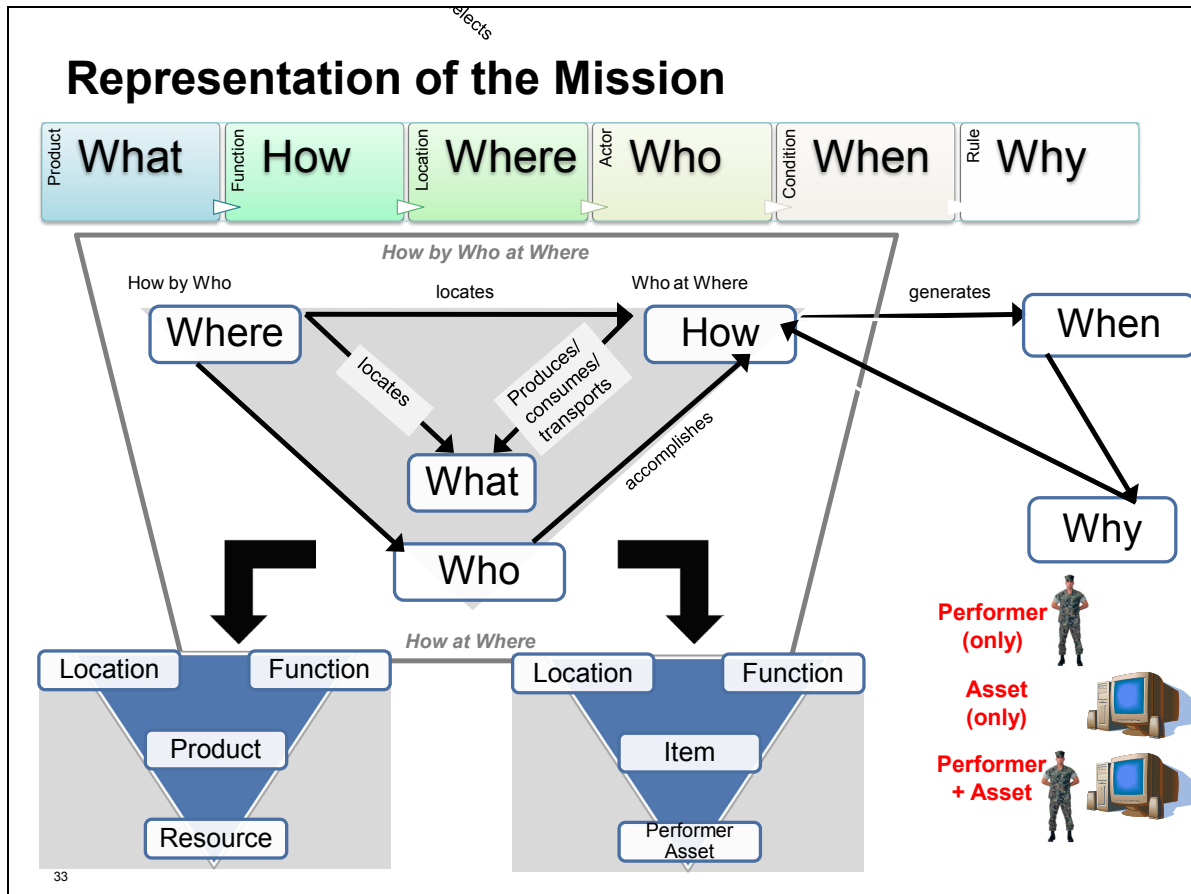 elects
Representation of the Mission
Product
What
Function
How
Location
Where
Actor
Who
Condition
When
Rule
Why
How by Who at Where
How by Who
locates
Who at Where
generates
Where
How
When
locates
Produces/
consumes/
transports
What
accomplishes
Why
Who
How at Where
Performer
(only)
Location
Function
Location
Function
Asset
(only)
Product
Item
Performer
+ Asset
Resource
Performer
Asset
33